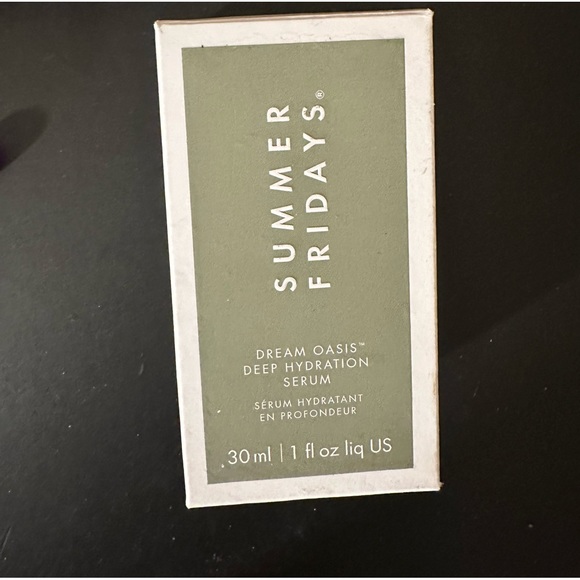 SUMMER
FRIDAYS®
DREAM OASIS™
DEEP HYDRATION
SERUM
SÉRUM HYDRATANT
EN PROFONDEUR
30 ml | 1 fl oz liq US